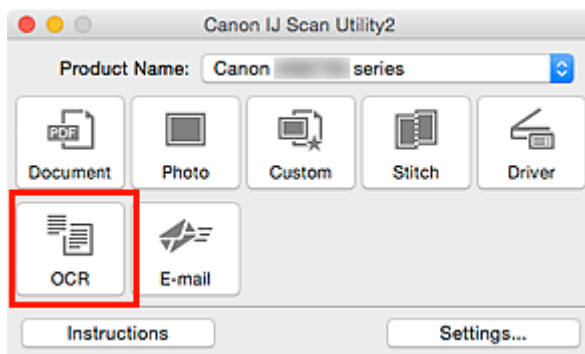 Canon IJ Scan Utility2
Product Name: Canon series
PDF
Document Photo Custom Stitch Driver
OCR E-mail
Instructions Settings...